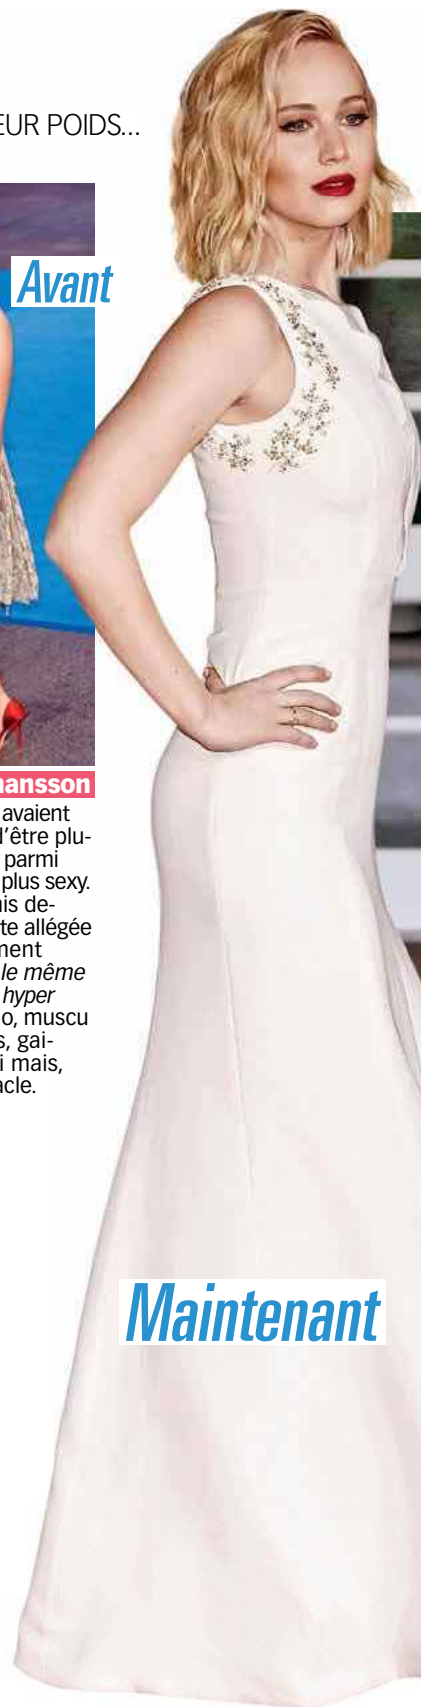 EUR POIDS...
Avant
hansson
avaient
d'être plu-
parmi
plus sexy.
is de-
te allégée
ment
le même
hyper
o, muscu
s, gai-
i mais,
acle.
Maintenant